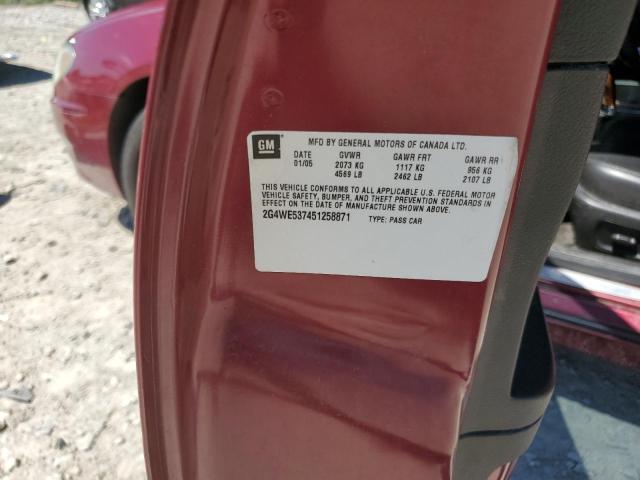 GM
MFD BY GENERAL MOTORS OF CANADA LTD.
DATE GVWR GAWR FRT GAWR RR
01/05 2073 KG 1117 KG 956 KG
4569 LB 2462 LB 2107 LB
THIS VEHICLE CONFORMS TO ALL APPLICABLE U.S. FEDERAL MOTOR
VEHICLE SAFETY, BUMPER, AND THEFT PREVENTION STANDARDS IN
EFFECT ON THE DATE OF MANUFACTURE SHOWN ABOVE.
2G4WE537451258871 TYPE: PASS CAR